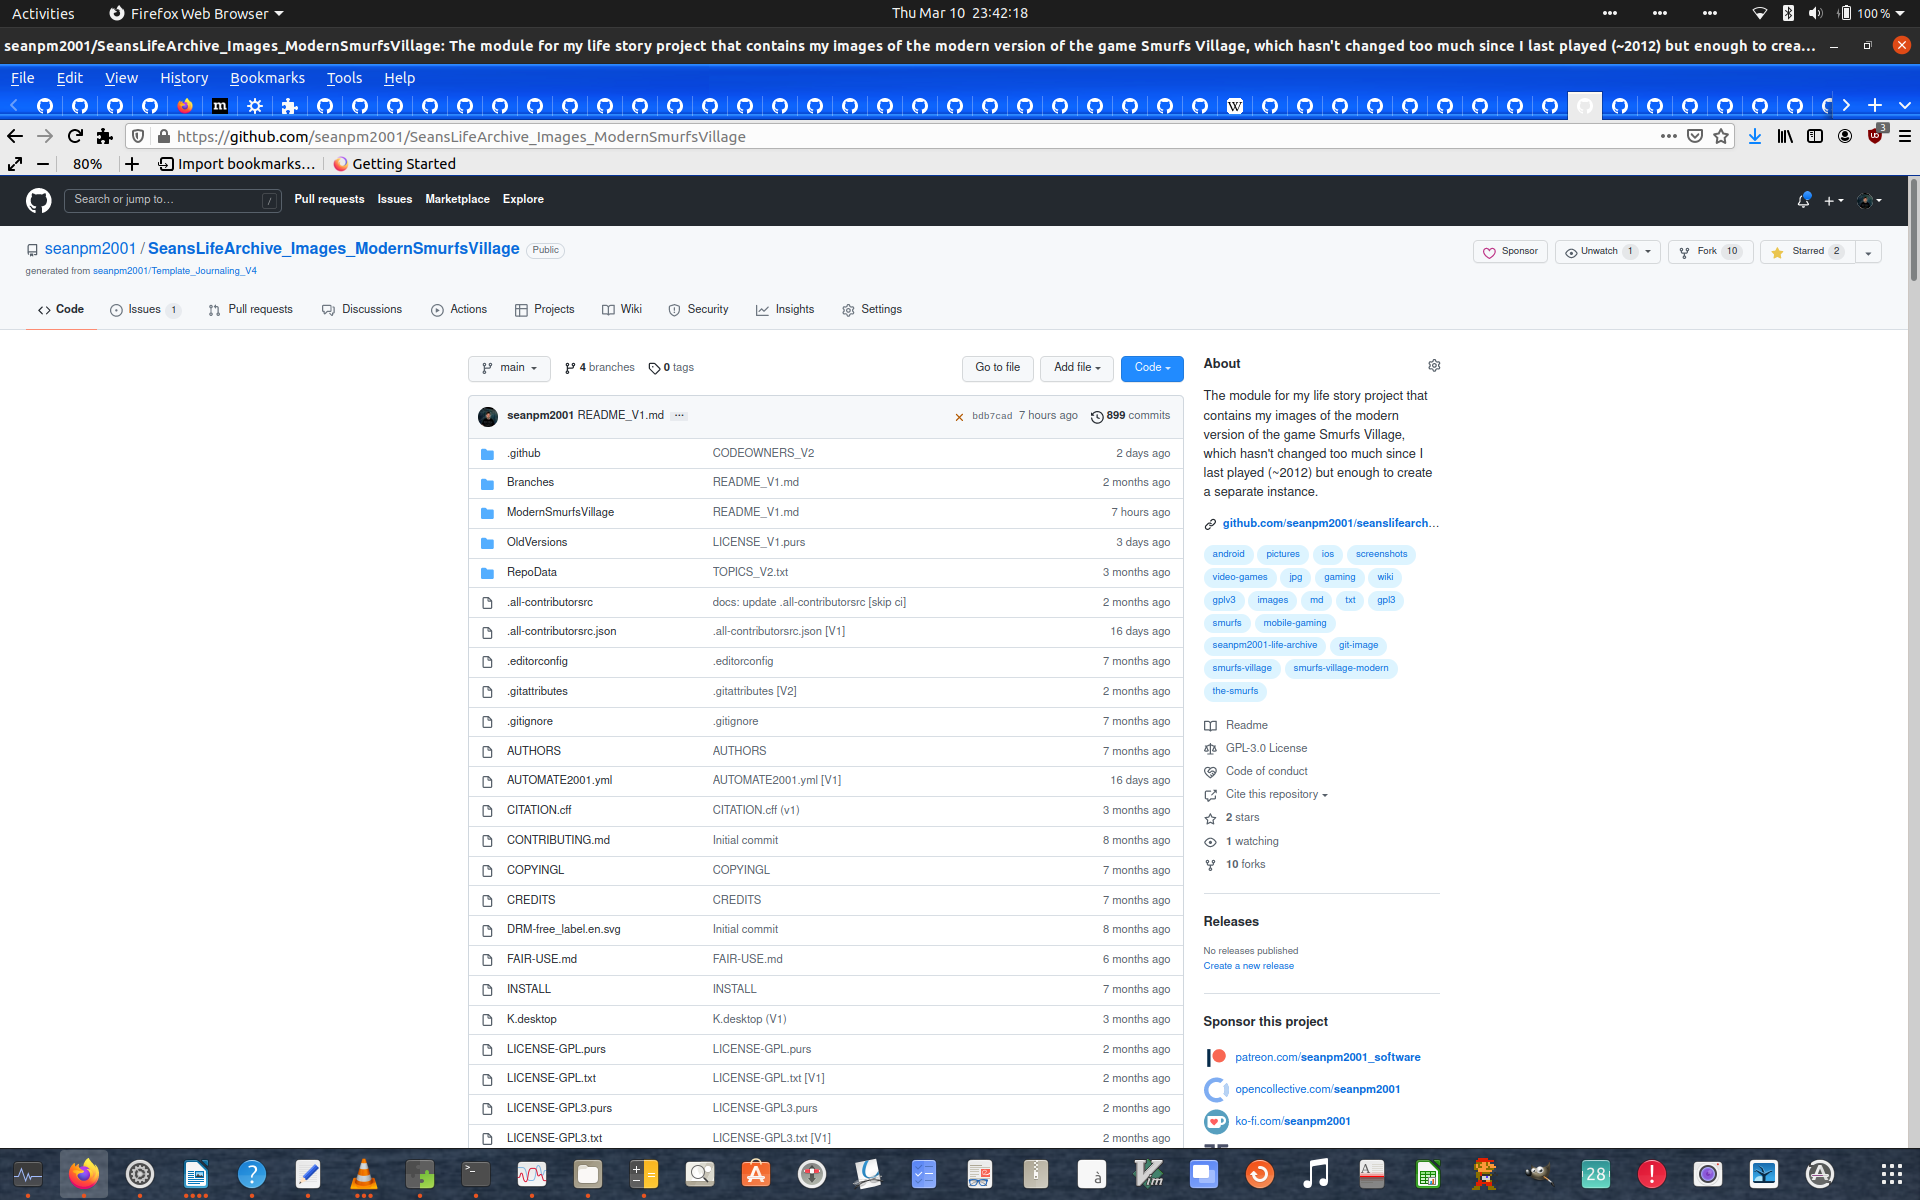 Activities
Firefox Web Browser
Thu Mar 10 23:42:18
100 %
seanpm2001/SeansLifeArchive_Images_ModernSmurfsVillage: The module for my life story project that contains my images of the modern version of the game Smurfs Village, which hasn't changed too much since I last played (~2012) but enough to crea…
File Edit View History Bookmarks Tools Help
https://github.com/seanpm2001/SeansLifeArchive_Images_ModernSmurfsVillage
3
80%
Import bookmarks…
Getting Started
Search or jump to…
/
Pull requests Issues Marketplace Explore
seanpm2001 / SeansLifeArchive_Images_ModernSmurfsVillage Public
generated from seanpm2001/Template_Journaling_V4
Sponsor
Unwatch 1
Fork 10
Starred 2
Code
Issues 1
Pull requests
Discussions
Actions
Projects
Wiki
Security
Insights
Settings
main
4 branches
0 tags
Go to file
Add file
Code
seanpm2001 README_V1.md
bdb7cad 7 hours ago
899 commits
.github CODEOWNERS_V2 2 days ago
Branches README_V1.md 2 months ago
ModernSmurfsVillage README_V1.md 7 hours ago
OldVersions LICENSE_V1.purs 3 days ago
RepoData TOPICS_V2.txt 3 months ago
.all-contributorsrc docs: update .all-contributorsrc [skip ci] 2 months ago
.all-contributorsrc.json .all-contributorsrc.json [V1] 16 days ago
.editorconfig .editorconfig 7 months ago
.gitattributes .gitattributes [V2] 2 months ago
.gitignore .gitignore 7 months ago
AUTHORS AUTHORS 7 months ago
AUTOMATE2001.yml AUTOMATE2001.yml [V1] 16 days ago
CITATION.cff CITATION.cff (v1) 3 months ago
CONTRIBUTING.md Initial commit 8 months ago
COPYINGL COPYINGL 7 months ago
CREDITS CREDITS 7 months ago
DRM-free_label.en.svg Initial commit 8 months ago
FAIR-USE.md FAIR-USE.md 6 months ago
INSTALL INSTALL 7 months ago
K.desktop K.desktop (V1) 3 months ago
LICENSE-GPL.purs LICENSE-GPL.purs 2 months ago
LICENSE-GPL.txt LICENSE-GPL.txt [V1] 2 months ago
LICENSE-GPL3.purs LICENSE-GPL3.purs 2 months ago
LICENSE-GPL3.txt LICENSE-GPL3.txt [V1] 2 months ago
About
The module for my life story project that
contains my images of the modern
version of the game Smurfs Village,
which hasn't changed too much since I
last played (~2012) but enough to create
a separate instance.
github.com/seanpm2001/seanslifearch…
android pictures ios screenshots
video-games jpg gaming wiki
gplv3 images md txt gpl3
smurfs mobile-gaming
seanpm2001-life-archive git-image
smurfs-village smurfs-village-modern
the-smurfs
Readme
GPL-3.0 License
Code of conduct
Cite this repository
2 stars
1 watching
10 forks
Releases
No releases published
Create a new release
Sponsor this project
patreon.com/seanpm2001_software
opencollective.com/seanpm2001
ko-fi.com/seanpm2001
28